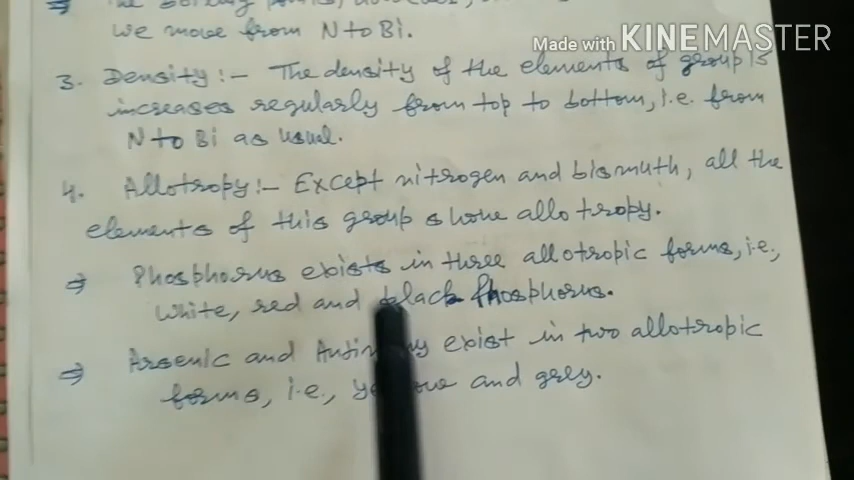 we move from N to Bi.
Made with KINEMASTER
3. Density:- The density of the elements of group 15
increases regularly from top to bottom, i.e. from
N to Bi as usual.
4. Allotropy:- Except nitrogen and bismuth, all the
elements of this group show allotropy.
⇒ Phosphorus exists in three allotropic forms, i.e.,
white, red and black Phosphorus.
⇒ Arsenic and exist in two allotropic
forms, i.e., and grey.